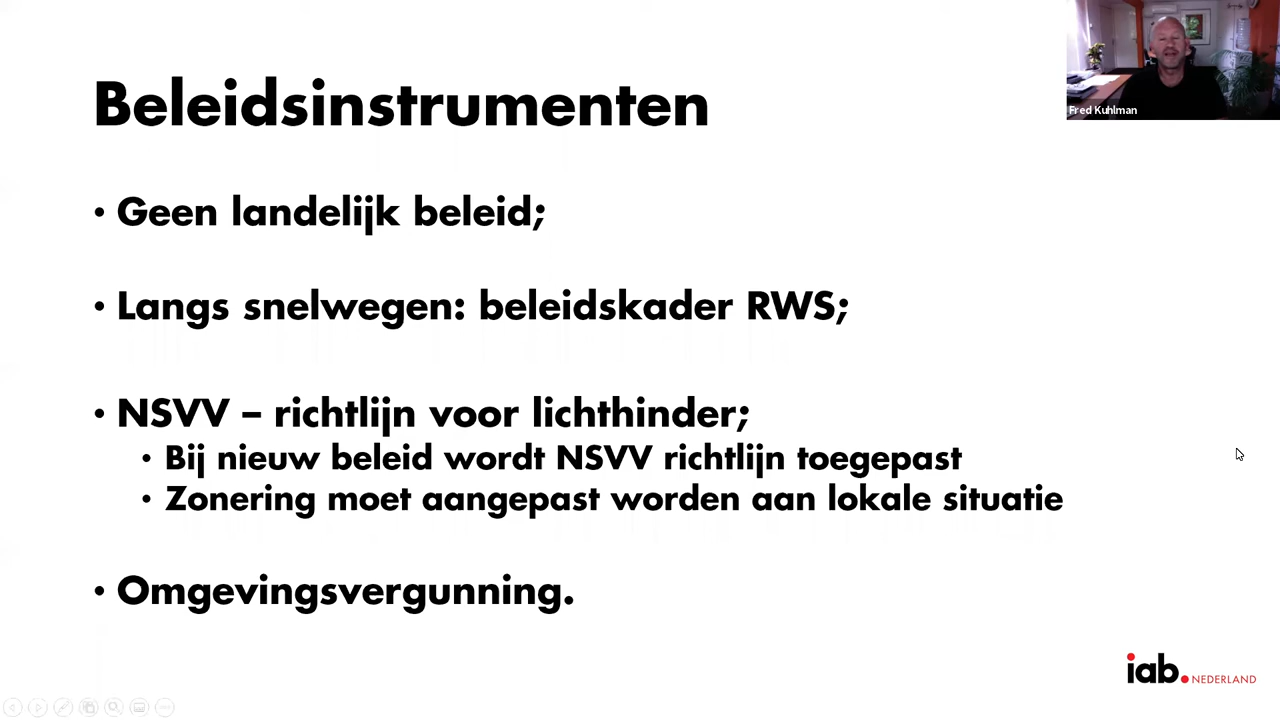 Fred Kuhlman
Beleidsinstrumenten
• Geen landelijk beleid;
• Langs snelwegen: beleidskader RWS;
• NSVV – richtlijn voor lichthinder;
• Bij nieuw beleid wordt NSVV richtlijn toegepast
• Zonering moet aangepast worden aan lokale situatie
• Omgevingsvergunning.
iab. NEDERLAND